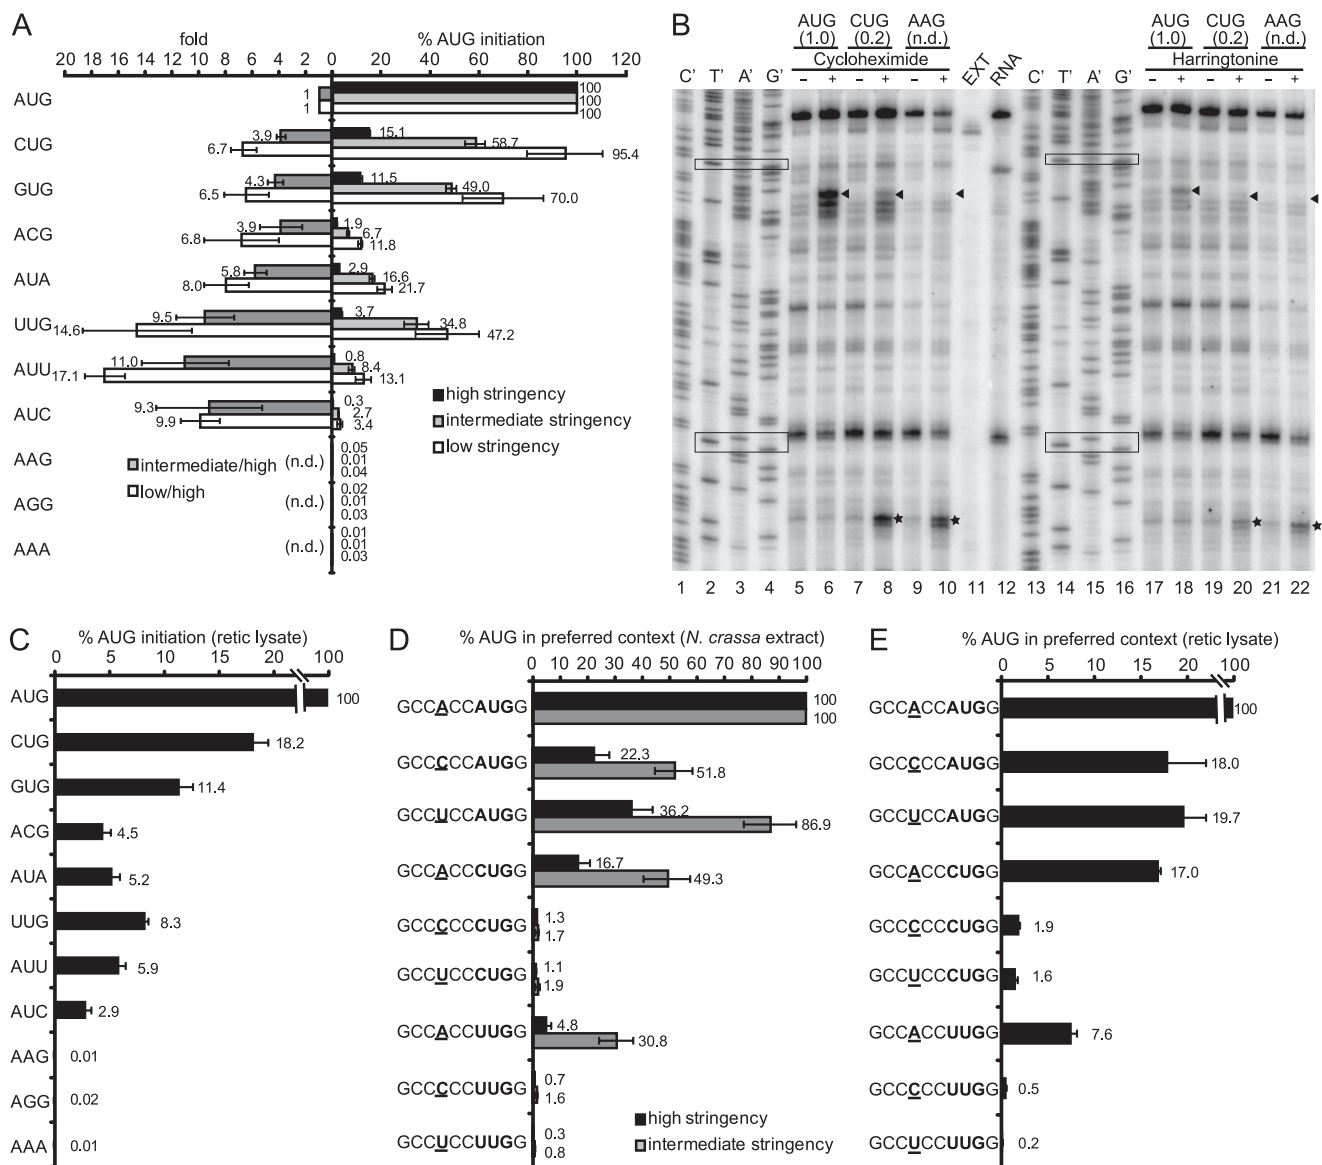 A
fold
% AUG initiation
20 18 16 14 12 10 8 6 4 2 0 20 40 60 80 100 120
AUG
1
1
100
100
100
CUG
3.9
6.7
15.1
58.7
95.4
GUG
4.3
6.5
11.5
49.0
70.0
ACG
3.9
6.8
1.9
6.7
11.8
AUA
5.8
8.0
2.9
16.6
21.7
UUG
9.5
14.6
3.7
34.8
47.2
AUU
11.0
17.1
0.8
8.4
13.1
AUC
9.3
9.9
0.3
2.7
3.4
AAG
(n.d.)
0.05
0.01
0.04
AGG
(n.d.)
0.02
0.01
0.03
AAA
(n.d.)
0.01
0.01
0.03
high stringency
intermediate stringency
low stringency
intermediate/high
low/high
B
AUG CUG AAG
(1.0) (0.2) (n.d.)
Cycloheximide
C' T' A' G' – + – + – + EXT RNA
AUG CUG AAG
(1.0) (0.2) (n.d.)
Harringtonine
C' T' A' G' – + – + – +
1 2 3 4 5 6 7 8 9 10 11 12 13 14 15 16 17 18 19 20 21 22
C
% AUG initiation (retic lysate)
0 5 10 15 20 100
AUG 100
CUG 18.2
GUG 11.4
ACG 4.5
AUA 5.2
UUG 8.3
AUU 5.9
AUC 2.9
AAG 0.01
AGG 0.02
AAA 0.01
D
% AUG in preferred context (N. crassa extract)
0 10 20 30 40 50 60 70 80 90 100
GCCACCAUGG
100
100
GCCCCCAUGG
22.3
51.8
GCCUCCAUGG
36.2
86.9
GCCACCCUGG
16.7
49.3
GCCCCCCUGG
1.3
1.7
GCCUCCCUGG
1.1
1.9
GCCACCUUGG
4.8
30.8
GCCCCCUUGG
0.7
1.6
GCCUCCUUGG
0.3
0.8
high stringency
intermediate stringency
E
% AUG in preferred context (retic lysate)
0 5 10 15 20 100
GCCACCAUGG 100
GCCCCCAUGG 18.0
GCCUCCAUGG 19.7
GCCACCCUGG 17.0
GCCCCCCUGG 1.9
GCCUCCCUGG 1.6
GCCACCUUGG 7.6
GCCCCCUUGG 0.5
GCCUCCUUGG 0.2